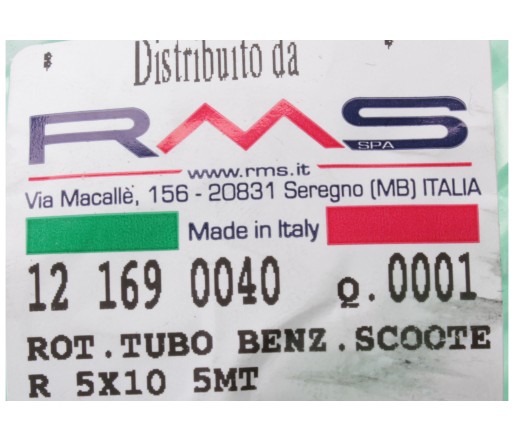 Distribuito da
RMS
SPA
www.rms.it
Via Macallè, 156 - 20831 Seregno (MB) ITALIA
Made in Italy
12 169 0040 Q.0001
ROT.TUBO BENZ.SCOOTE
R 5X10 5MT